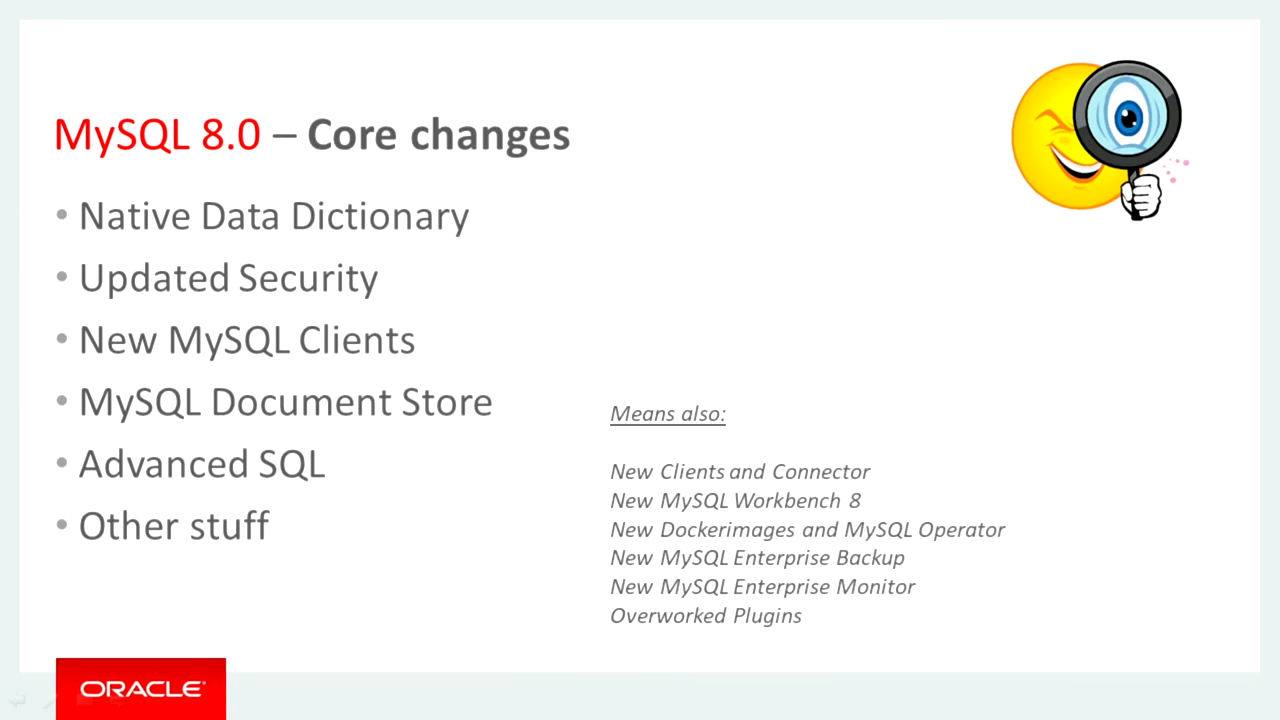 MySQL 8.0 – Core changes
• Native Data Dictionary
• Updated Security
• New MySQL Clients
• MySQL Document Store
• Advanced SQL
• Other stuff
Means also:
New Clients and Connector
New MySQL Workbench 8
New Dockerimages and MySQL Operator
New MySQL Enterprise Backup
New MySQL Enterprise Monitor
Overworked Plugins
ORACLE